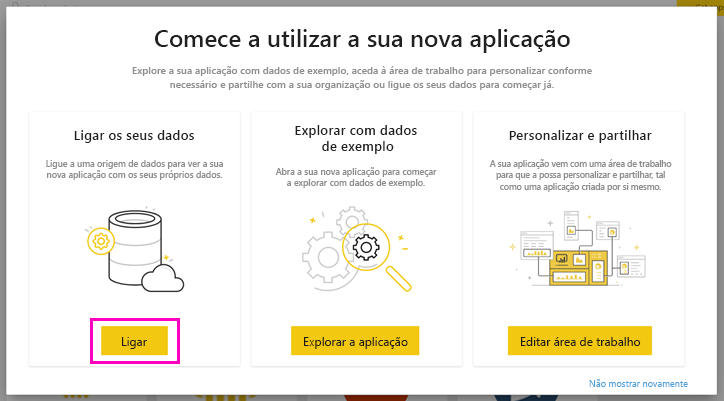 Comece a utilizar a sua nova aplicação
Explore a sua aplicação com dados de exemplo, aceda à área de trabalho para personalizar conforme
necessário e partilhe com a sua organização ou ligue os seus dados para começar já.
Ligar os seus dados
Ligue a uma origem de dados para ver a sua
nova aplicação com os seus próprios dados.
Ligar
Explorar com dados
de exemplo
Abra a sua nova aplicação para começar
a explorar com dados de exemplo.
Explorar a aplicação
Personalizar e partilhar
A sua aplicação vem com uma área de trabalho
para que a possa personalizar e partilhar, tal
como uma aplicação criada por si mesmo.
Editar área de trabalho
Não mostrar novamente